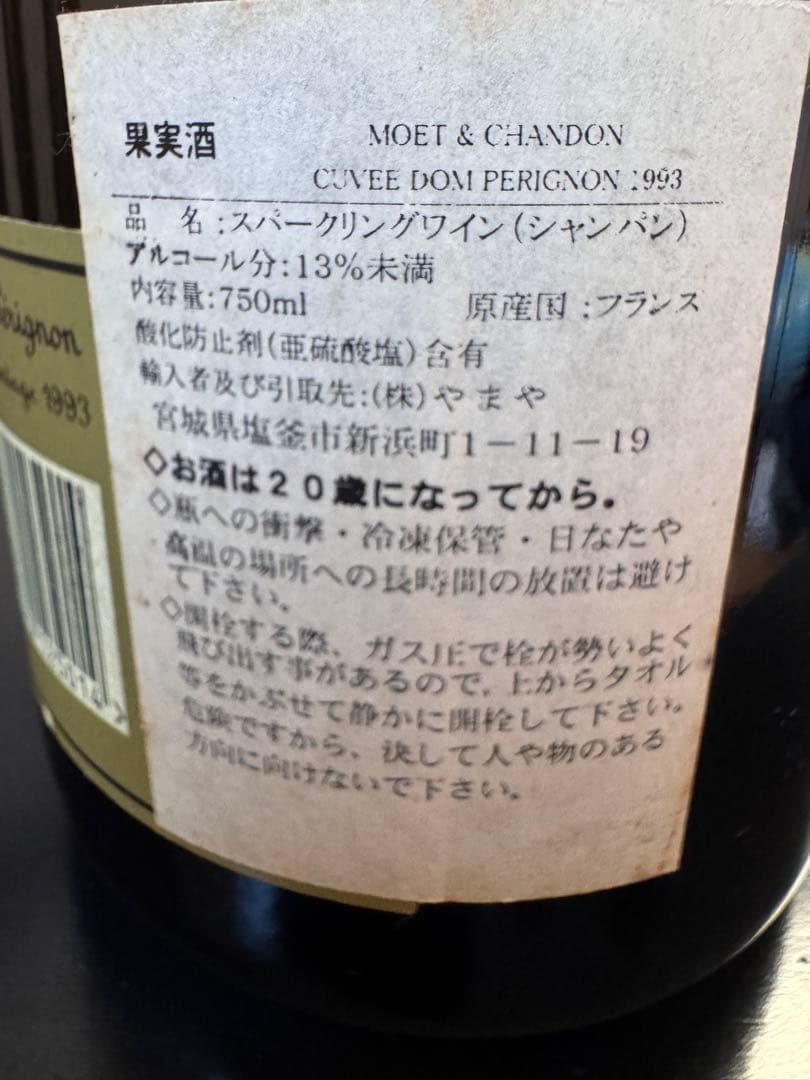 果実酒 MOET & CHANDON
CUVEE DOM PERIGNON 1993
品 名:スパークリングワイン(シャンパン)
アルコール分:13%未満
内容量:750ml 原産国:フランス
酸化防止剤(亜硫酸塩)含有
輸入者及び引取先:(株)やまや
宮城県塩釜市新浜町1-11-19
◇お酒は20歳になってから。
◇瓶への衝撃・冷凍保管・日なたや
高温の場所への長時間の放置は避け
て下さい。
◇開栓する際、ガス圧で栓が勢いよく
飛び出す事があるので、上からタオル
等をかぶせて静かに開栓して下さい。
危険ですから、決して人や物のある
方向に向けないで下さい。
érignon
1993